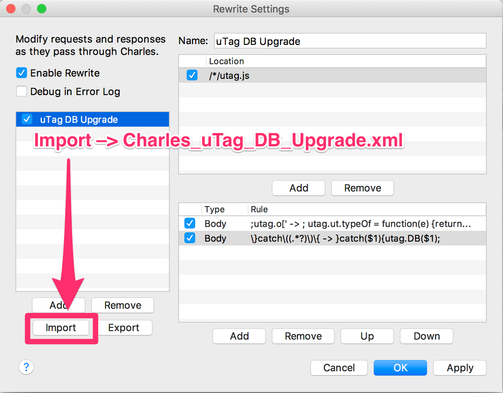 Rewrite Settings
Modify requests and responses
as they pass through Charles.
Enable Rewrite
Debug in Error Log
uTag DB Upgrade
Import –> Charles_uTag_DB_Upgrade.xml
Add
Remove
Import
Export
Name: uTag DB Upgrade
Location
/*/utag.js
Add
Remove
Type Rule
Body ;utag.o[' -> ; utag.ut.typeOf = function(e) {return...
Body \}catch\((.*?)\)\{ -> }catch($1){utag.DB($1);
Add
Remove
Up
Down
?
Cancel
OK
Apply